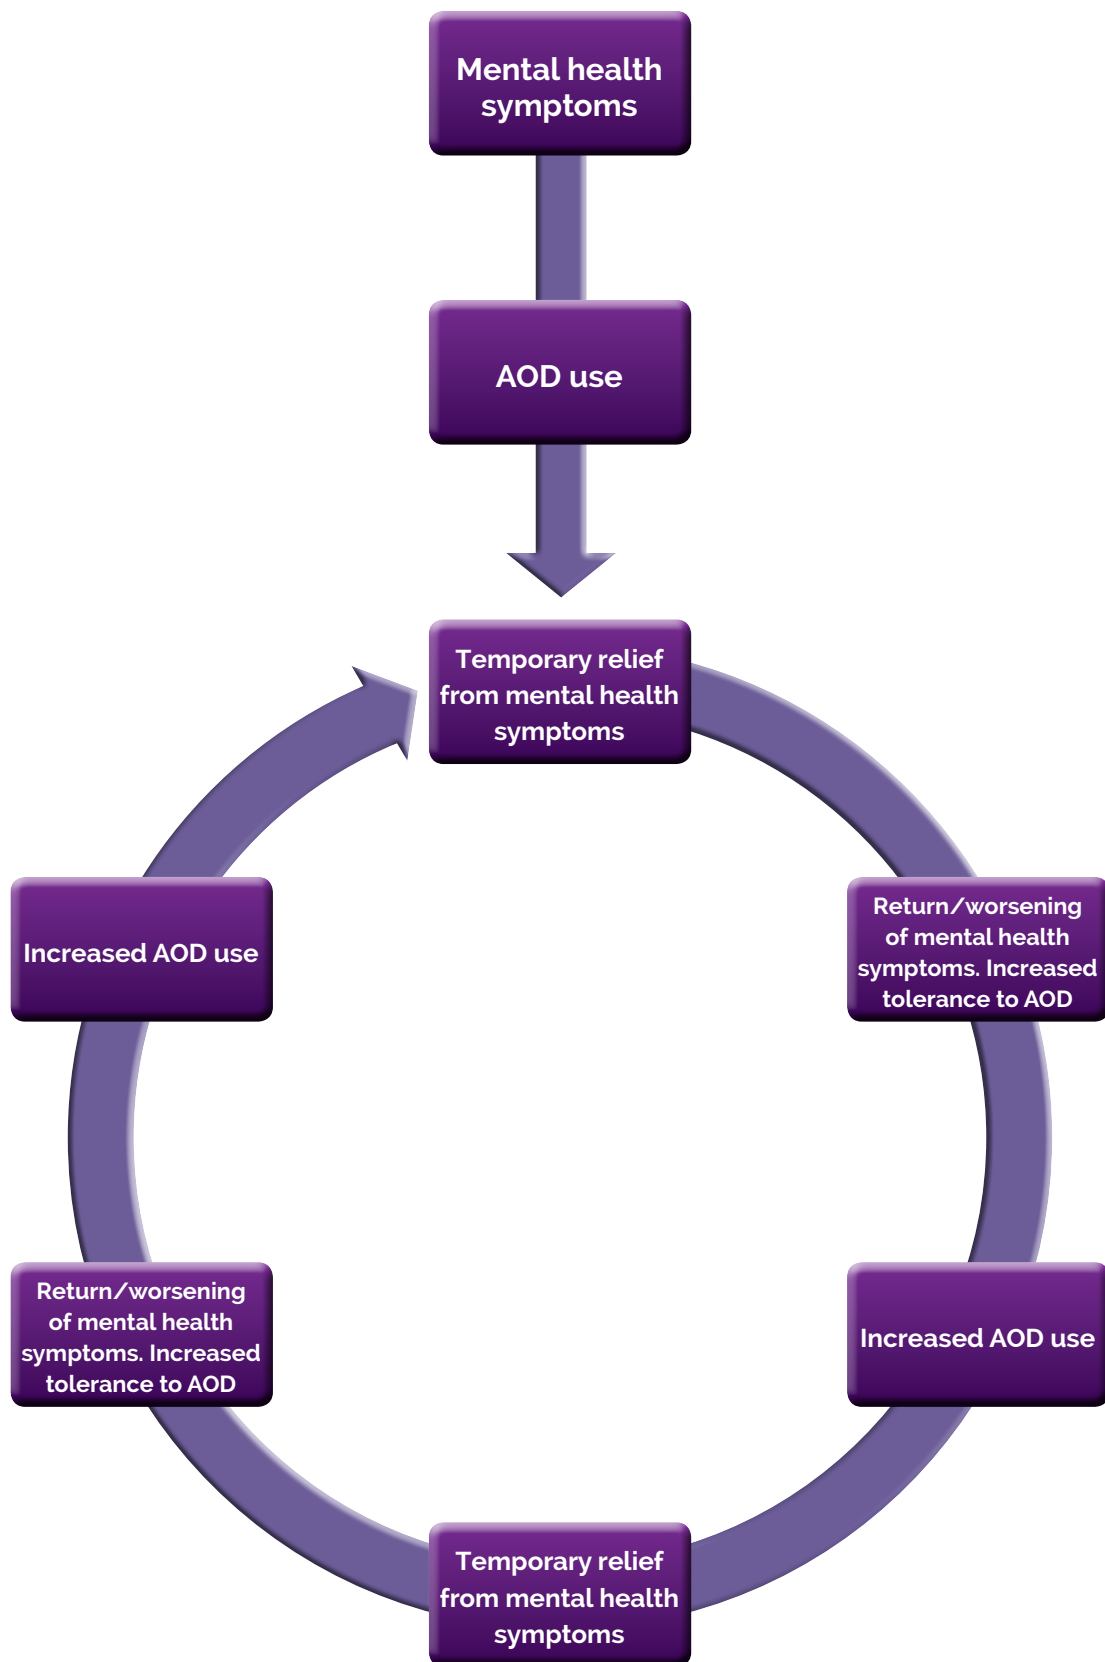 Mental health
symptoms
AOD use
Temporary relief
from mental health
symptoms
Return/worsening
of mental health
symptoms. Increased
tolerance to AOD
Increased AOD use
Temporary relief
from mental health
symptoms
Return/worsening
of mental health
symptoms. Increased
tolerance to AOD
Increased AOD use